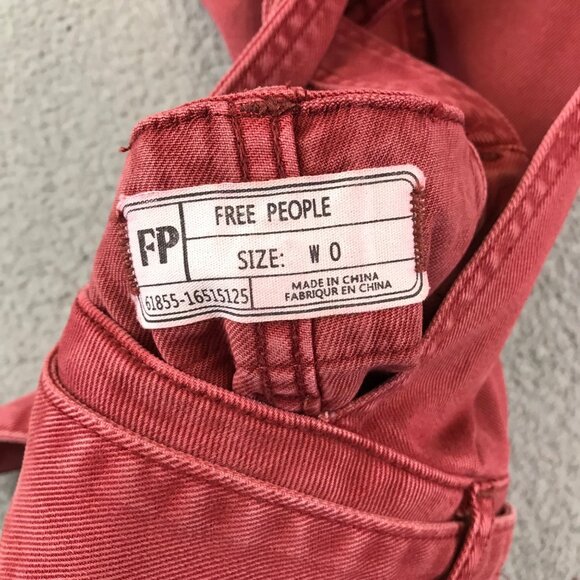 FP
FREE PEOPLE
SIZE: W 0
61855-16515125
MADE IN CHINA
FABRIQUR EN CHINA